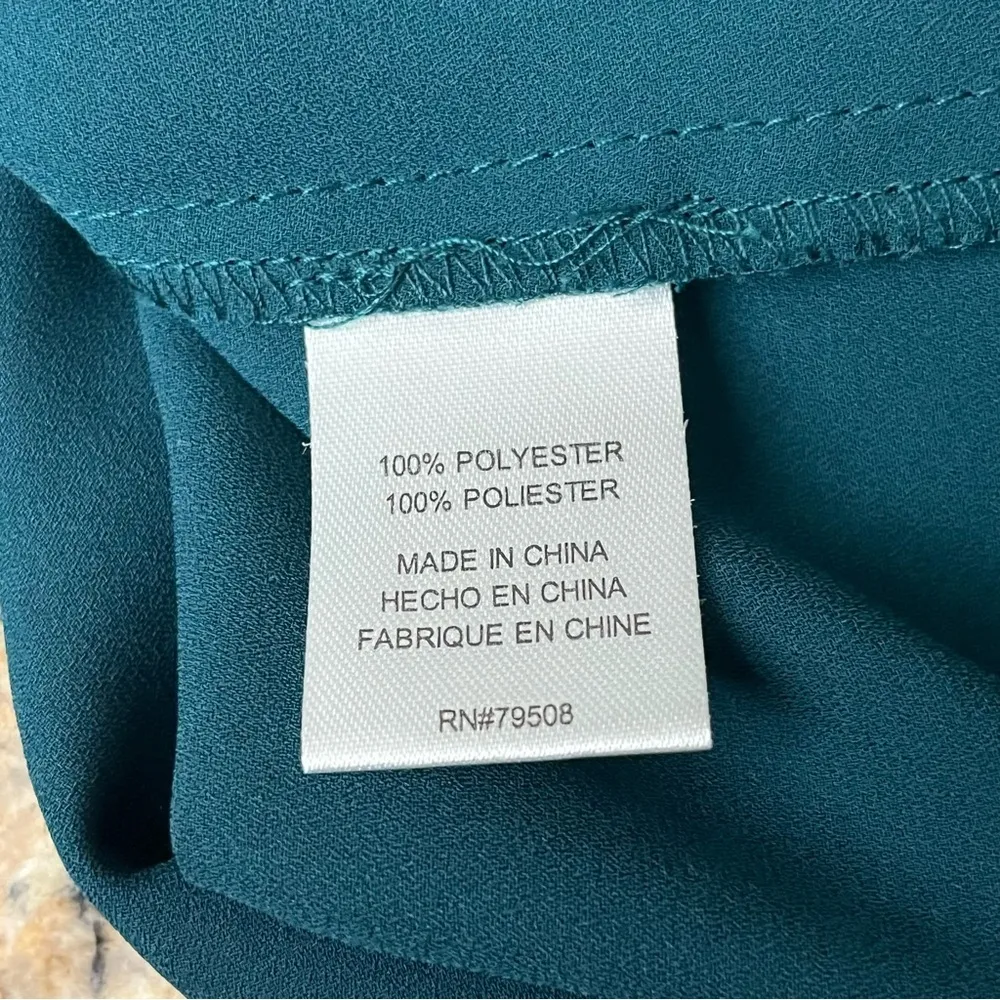 100% POLYESTER
100% POLIESTER
MADE IN CHINA
HECHO EN CHINA
FABRIQUE EN CHINE
RN#79508